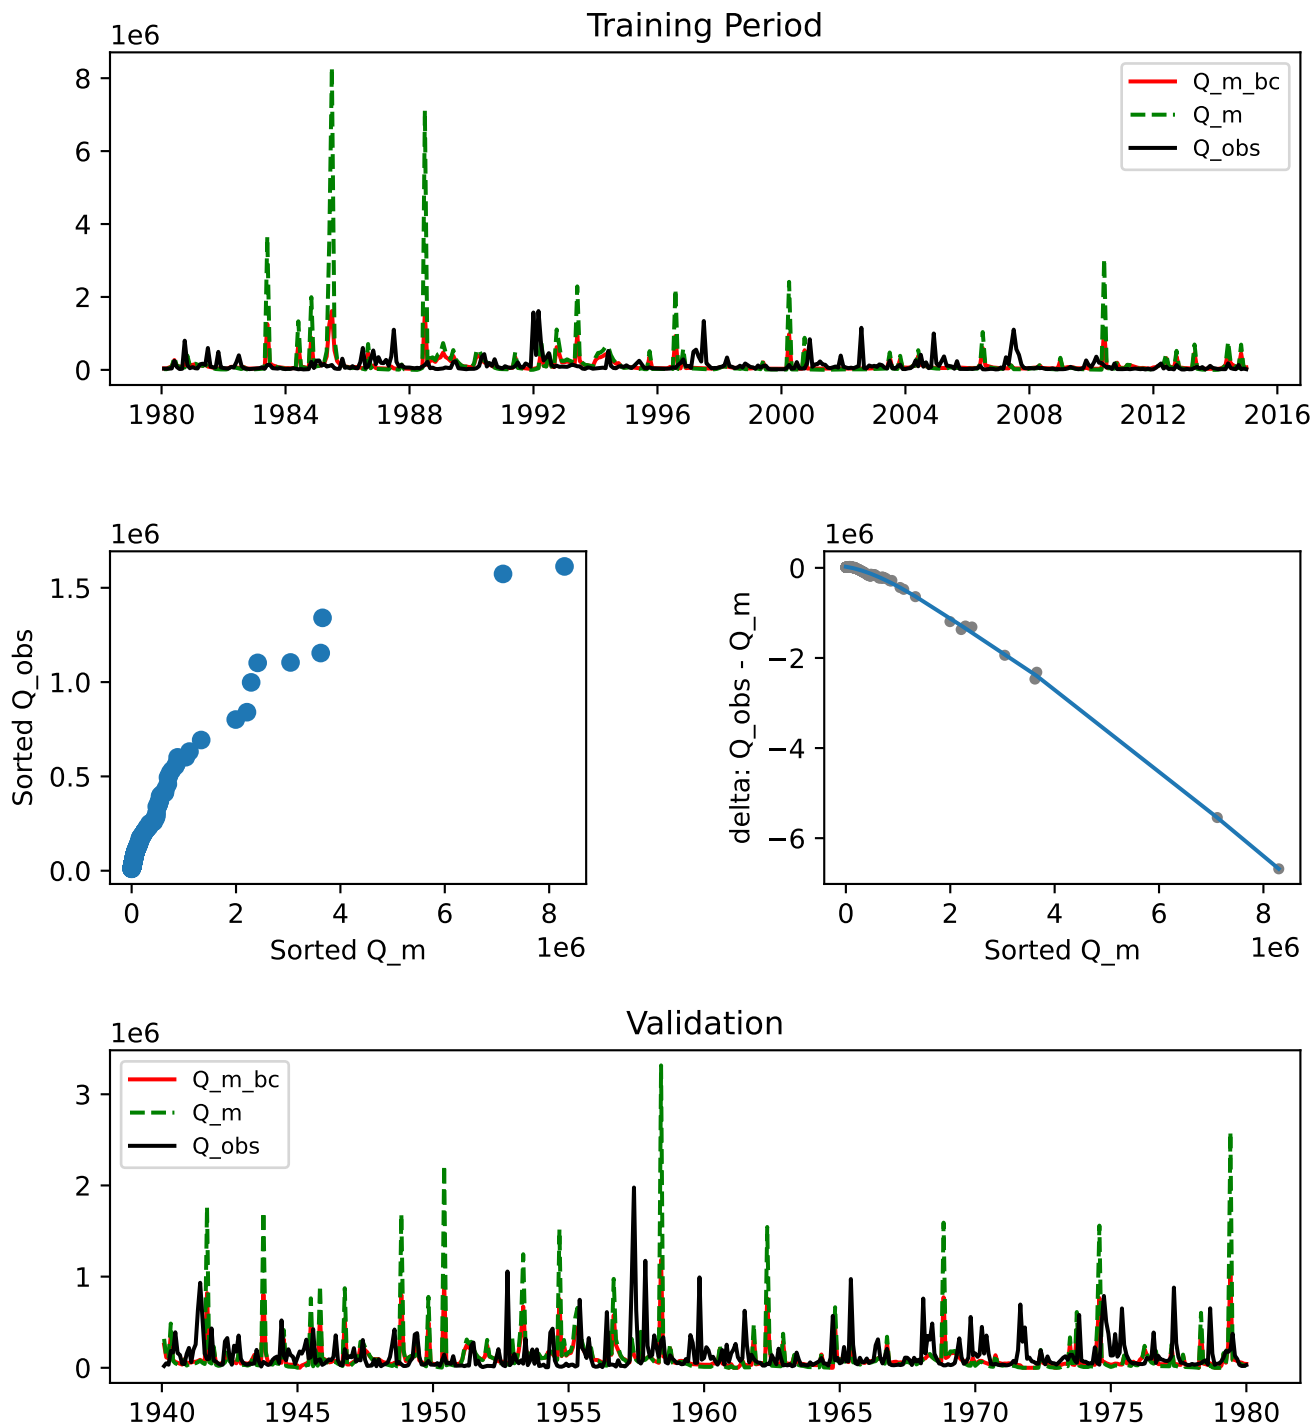 Training Period
1e6
8
6
4
2
0
Q_m_bc
Q_m
Q_obs
1980 1984 1988 1992 1996 2000 2004 2008 2012 2016
1e6
1.5
1.0
0.5
0.0
Sorted Q_obs
0 2 4 6 8
Sorted Q_m 1e6
1e6
0
−2
−4
−6
delta: Q_obs - Q_m
0 2 4 6 8
Sorted Q_m 1e6
Validation
1e6
3
2
1
0
Q_m_bc
Q_m
Q_obs
1940 1945 1950 1955 1960 1965 1970 1975 1980